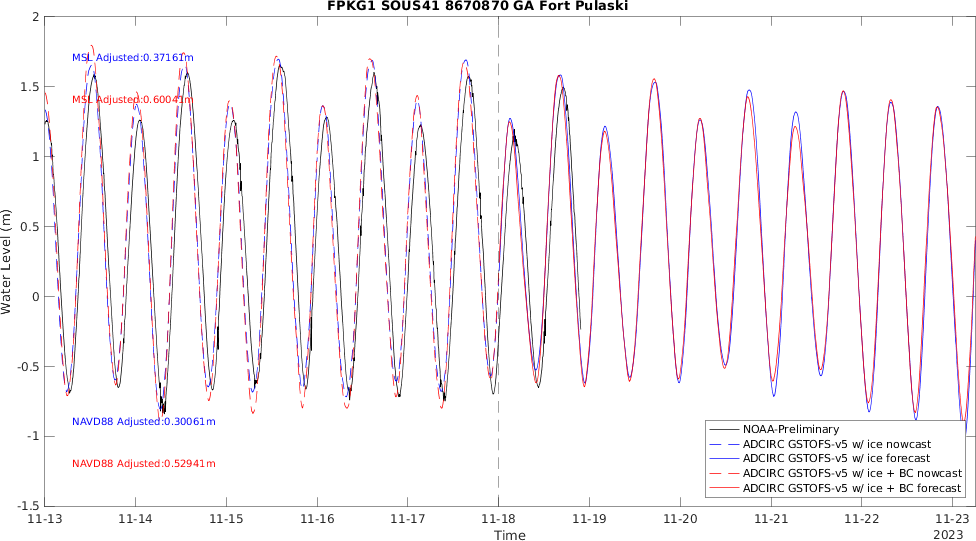 FPKG1 SOUS41 8670870 GA Fort Pulaski
2
1.5
1
0.5
0
-0.5
-1
-1.5
Water Level (m)
MSL Adjusted:0.37161m
MSL Adjusted:0.60041m
NAVD88 Adjusted:0.30061m
NAVD88 Adjusted:0.52941m
NOAA-Preliminary
ADCIRC GSTOFS-v5 w/ ice nowcast
ADCIRC GSTOFS-v5 w/ ice forecast
ADCIRC GSTOFS-v5 w/ ice + BC nowcast
ADCIRC GSTOFS-v5 w/ ice + BC forecast
11-13 11-14 11-15 11-16 11-17 11-18 11-19 11-20 11-21 11-22 11-23
Time
2023